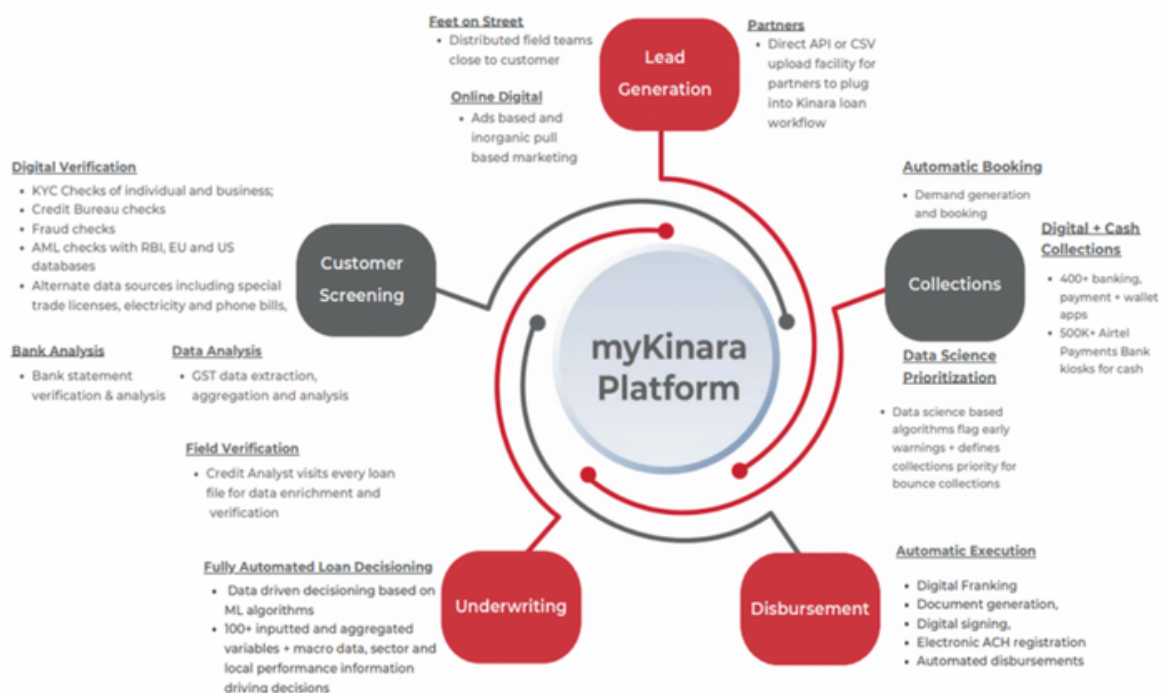 Feet on Street
• Distributed field teams
close to customer
Online Digital
• Ads based and
inorganic pull
based marketing
Lead
Generation
Partners
• Direct API or CSV
upload facility for
partners to plug
into Kinara loan
workflow
Digital Verification
• KYC Checks of individual and business;
• Credit Bureau checks
• Fraud checks
• AML checks with RBI, EU and US
databases
• Alternate data sources including special
trade licenses, electricity and phone bills,
Customer
Screening
Bank Analysis
• Bank statement
verification & analysis
Data Analysis
• GST data extraction,
aggregation and analysis
Field Verification
• Credit Analyst visits every loan
file for data enrichment and
verification
myKinara
Platform
Automatic Booking
• Demand generation
and booking
Collections
Digital + Cash
Collections
• 400+ banking,
payment + wallet
apps
• 500K+ Airtel
Payments Bank
kiosks for cash
Data Science
Prioritization
• Data science based
algorithms flag early
warnings + defines
collections priority for
bounce collections
Fully Automated Loan Decisioning
• Data driven decisioning based on
ML algorithms
• 100+ inputted and aggregated
variables + macro data, sector and
local performance information
driving decisions
Underwriting
Disbursement
Automatic Execution
• Digital Franking
• Document generation,
• Digital signing,
• Electronic ACH registration
• Automated disbursements